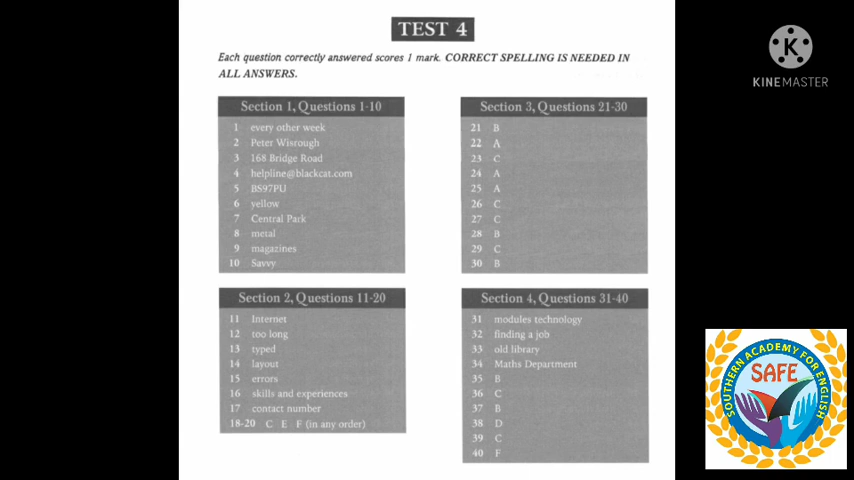 TEST 4
Each question correctly answered scores 1 mark. CORRECT SPELLING IS NEEDED IN
ALL ANSWERS.
Section 1, Questions 1-10
1 every other week
2 Peter Wisrough
3 168 Bridge Road
4 helpline@blackcat.com
5 BS97PU
6 yellow
7 Central Park
8 metal
9 magazines
10 Savvy
Section 2, Questions 11-20
11 Internet
12 too long
13 typed
14 layout
15 errors
16 skills and experiences
17 contact number
18-20 C E F (in any order)
Section 3, Questions 21-30
21 B
22 A
23 C
24 A
25 A
26 C
27 C
28 B
29 C
30 B
Section 4, Questions 31-40
31 modules technology
32 finding a job
33 old library
34 Maths Department
35 B
36 C
37 B
38 D
39 C
40 F
K
KINEMASTER
SOUTHERN ACADEMY FOR ENGLISH
SAFE